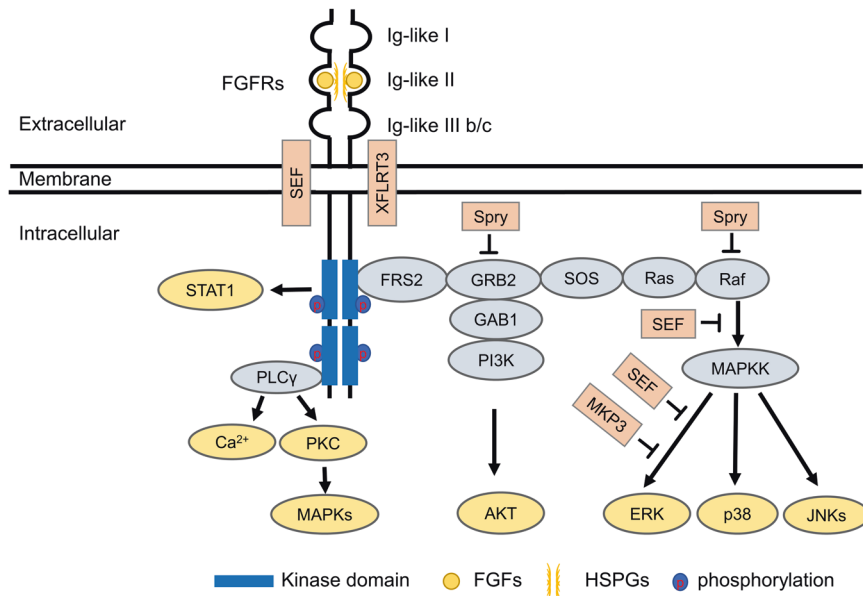 Ig-like I
FGFRs
Ig-like II
Extracellular
Ig-like III b/c
SEF
XFLRT3
Membrane
Intracellular
Spry
Spry
STAT1
FRS2
GRB2
SOS
Ras
Raf
p
p
GAB1
SEF
p
p
PI3K
PLCγ
MAPKK
SEF
MKP3
Ca²⁺
PKC
MAPKs
AKT
ERK
p38
JNKs
Kinase domain
FGFs
HSPGs
p phosphorylation